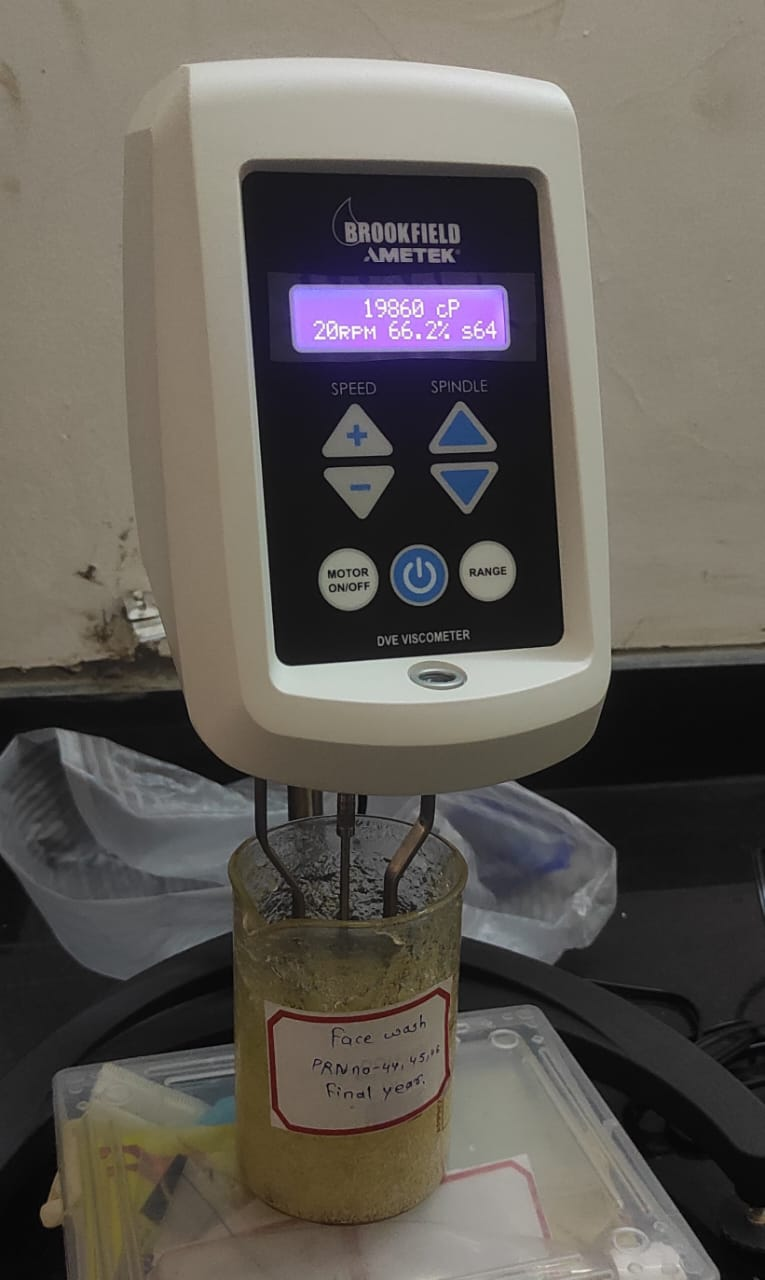 BROOKFIELD
AMETEK®
19860 cP
20RPM 66.2% s64
SPEED SPINDLE
+
-
MOTOR ON/OFF
RANGE
DVE VISCOMETER
Face wash
PRN no-44, 45, 46
Final year.